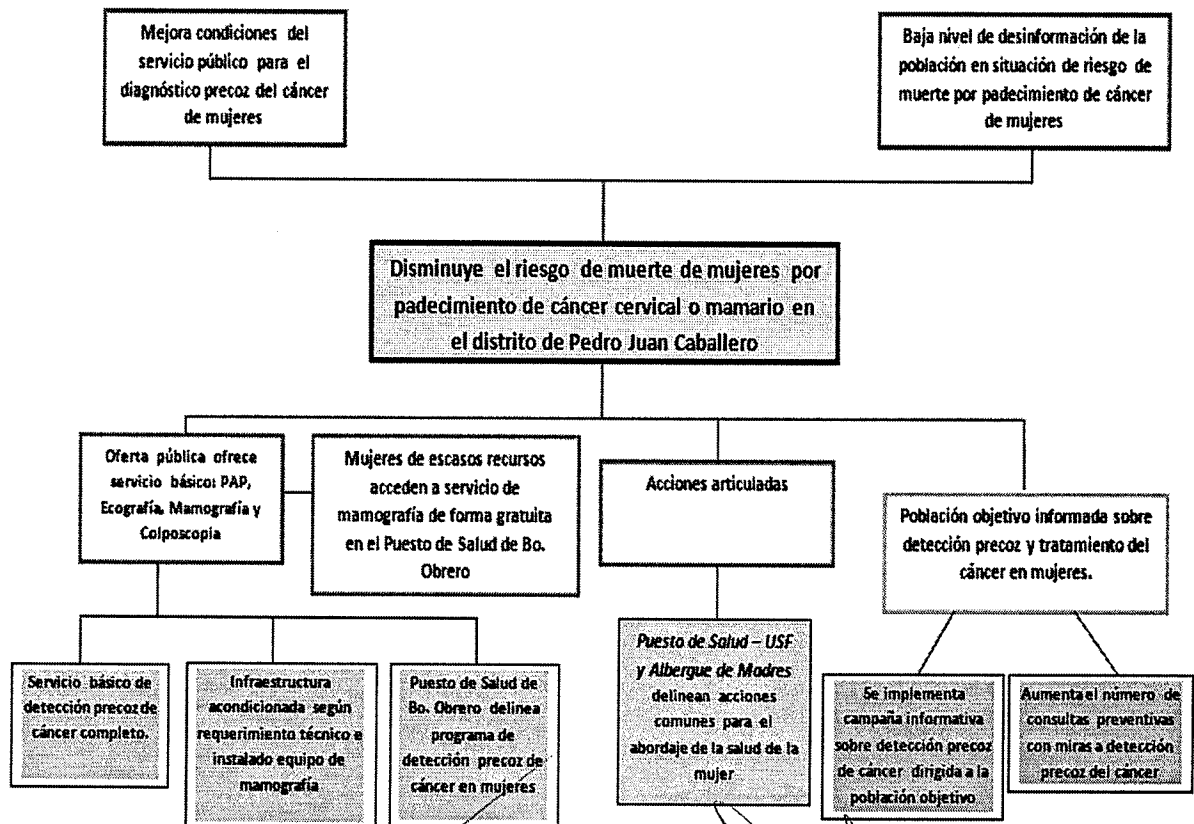 Mejora condiciones del
servicio público para el
diagnóstico precoz del cáncer
de mujeres
Baja nivel de desinformación de la
población en situación de riesgo de
muerte por padecimiento de cáncer
de mujeres
Disminuye el riesgo de muerte de mujeres por
padecimiento de cáncer cervical o mamario en
el distrito de Pedro Juan Caballero
Oferta pública ofrece
servicio básico: PAP,
Ecografía, Mamografía y
Colposcopia
Mujeres de escasos recursos
acceden a servicio de
mamografía de forma gratuita
en el Puesto de Salud de Bo.
Obrero
Acciones articuladas
Población objetivo informada sobre
detección precoz y tratamiento del
cáncer en mujeres.
Servicio básico de
detección precoz de
cáncer completo.
Infraestructura
acondicionada según
requerimiento técnico e
instalado equipo de
mamografía
Puesto de Salud de
Bo. Obrero delinea
programa de
detección precoz de
cáncer en mujeres
Puesto de Salud – USF
y Albergue de Madres
delinean acciones
comunes para el
abordaje de la salud de la
mujer
Se implementa
campaña informativa
sobre detección precoz
de cáncer dirigida a la
población objetivo
Aumenta el número de
consultas preventivas
con miras a detección
precoz del cáncer